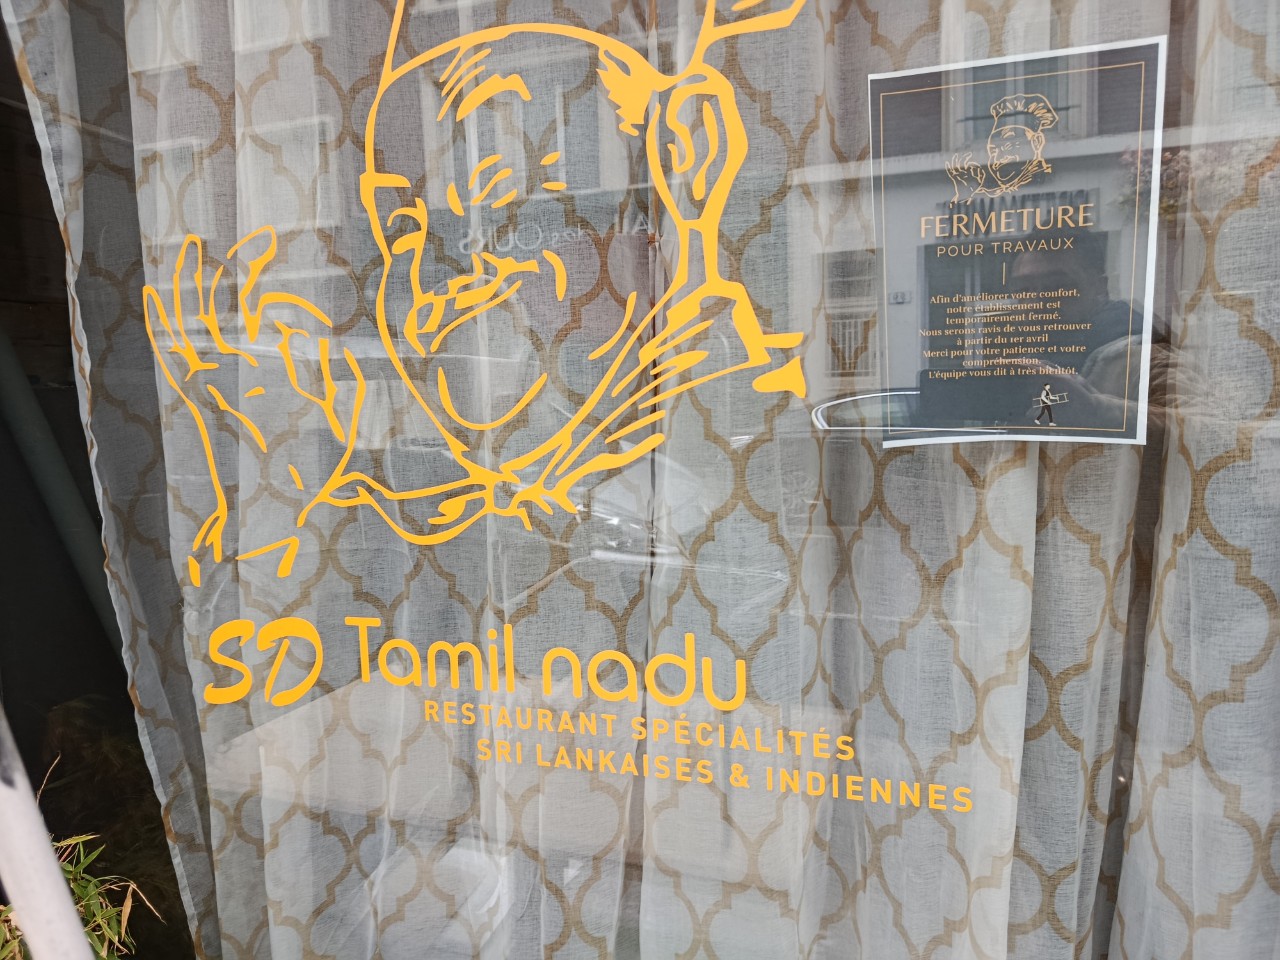 SD Tamil nadu
RESTAURANT SPÉCIALITÉS
SRI LANKAISES & INDIENNES
FERMETURE
POUR TRAVAUX
Afin d'améliorer votre confort,
notre établissement est
temporairement fermé.
Nous serons ravis de vous retrouver
à partir du 1er avril
Merci pour votre patience et votre
compréhension.
L'équipe vous dit à très bientôt.